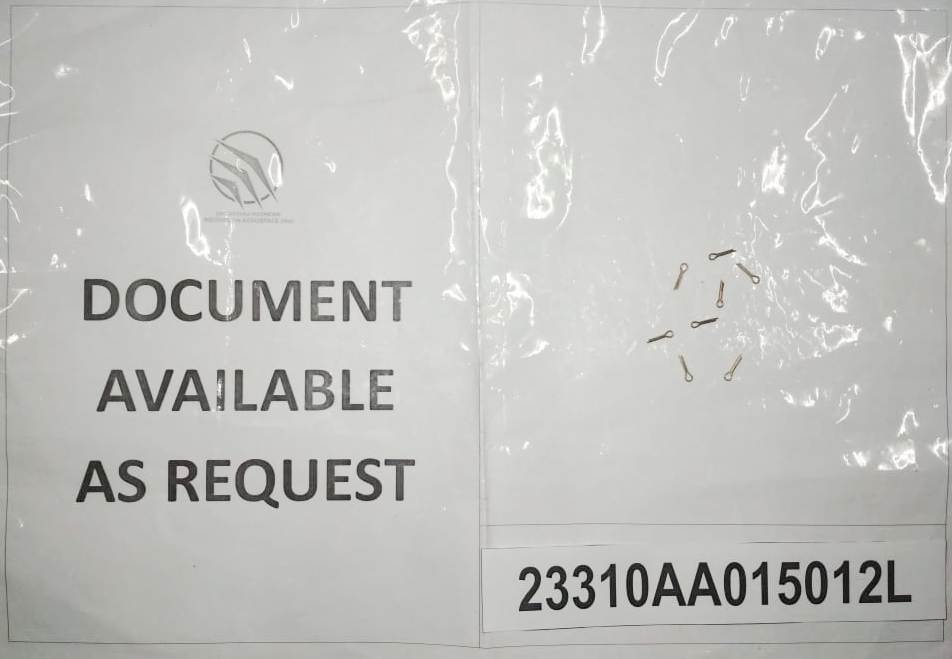 DOCUMENT
AVAILABLE
AS REQUEST
23310AA015012L